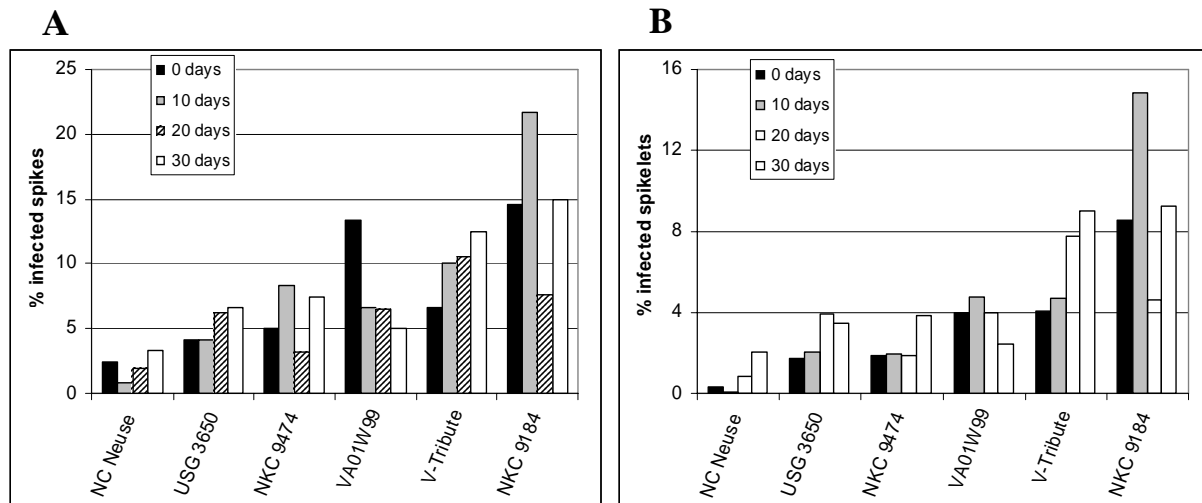 A
25
20
15
10
5
0
% infected spikes
0 days
10 days
20 days
30 days
NC Neuse
USG 3650
NKC 9474
VA01W99
V-Tribute
NKC 9184
B
16
12
8
4
0
% infected spikelets
0 days
10 days
20 days
30 days
NC Neuse
USG 3650
NKC 9474
VA01W99
V-Tribute
NKC 9184